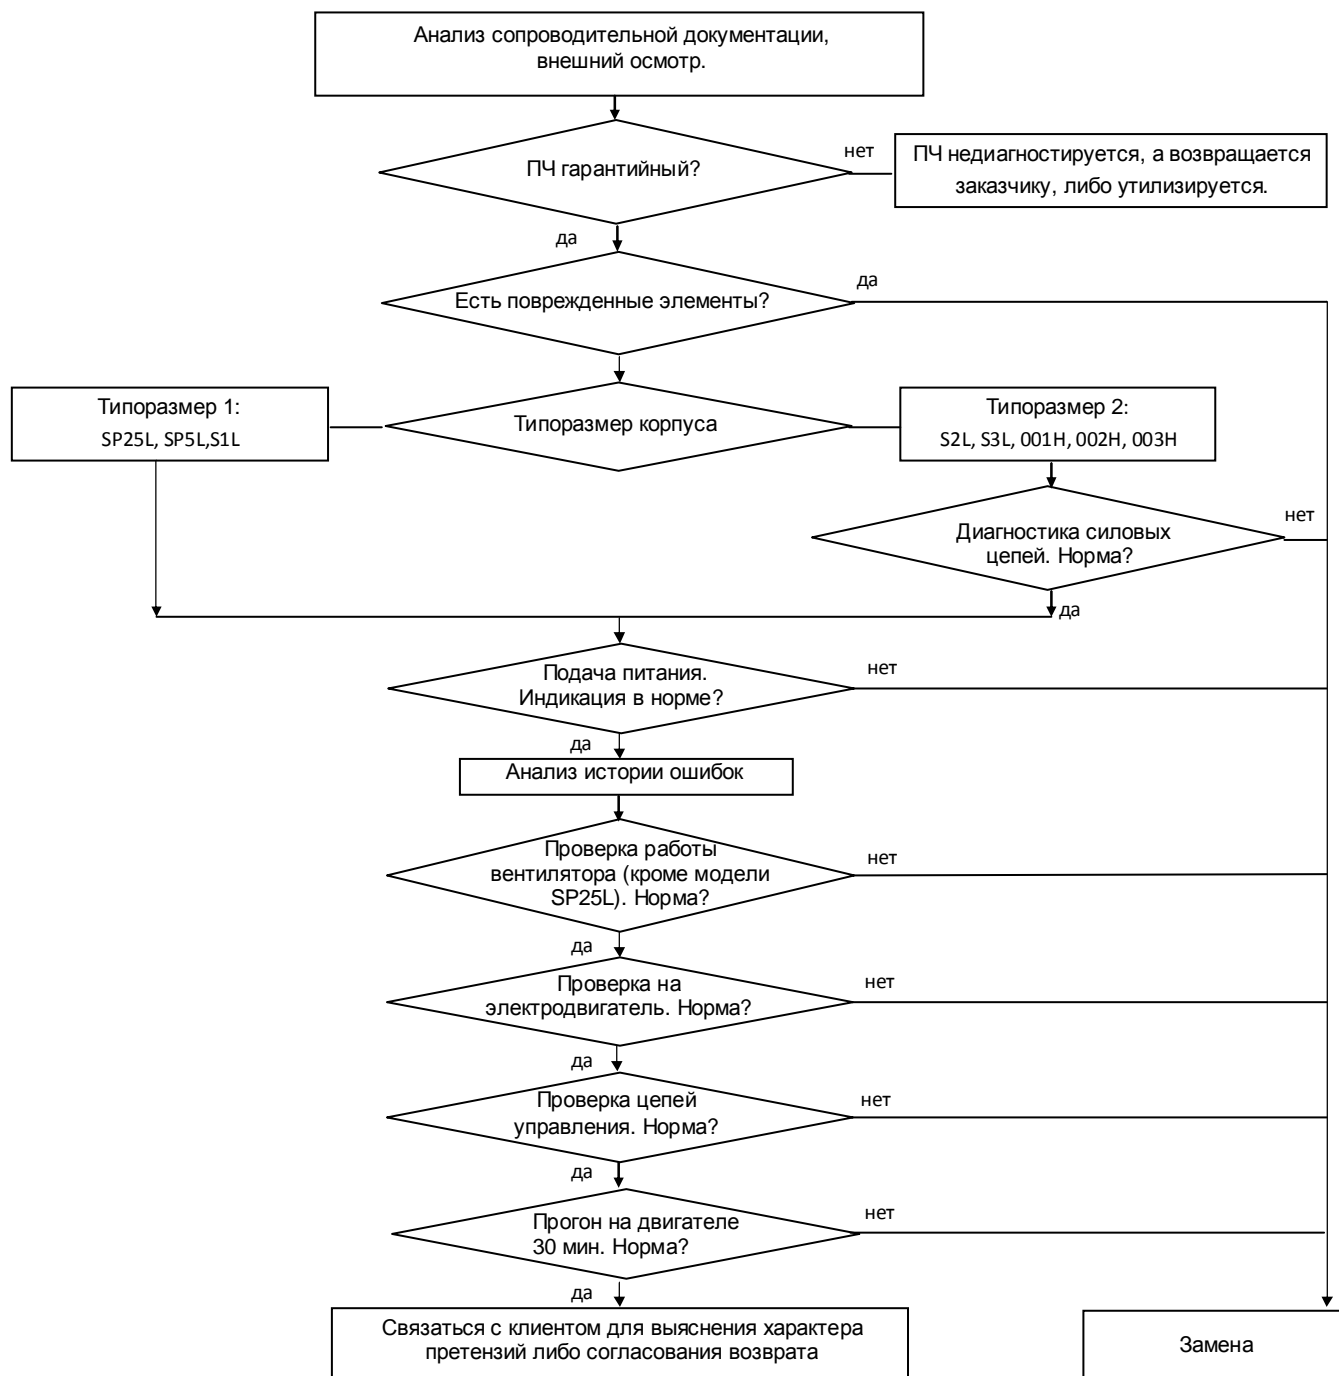 Анализ сопроводительной документации,
внешний осмотр.
ПЧ гарантийный?
нет
ПЧ недиагностируется, а возвращается
заказчику, либо утилизируется.
да
Есть поврежденные элементы?
да
Типоразмер 1:
SP25L, SP5L,S1L
Типоразмер корпуса
Типоразмер 2:
S2L, S3L, 001H, 002H, 003H
Диагностика силовых
цепей. Норма?
нет
да
Подача питания.
Индикация в норме?
нет
да
Анализ истории ошибок
Проверка работы
вентилятора (кроме модели
SP25L). Норма?
нет
да
Проверка на
электродвигатель. Норма?
нет
да
Проверка цепей
управления. Норма?
нет
да
Прогон на двигателе
30 мин. Норма?
нет
да
Связаться с клиентом для выяснения характера
претензий либо согласования возврата
Замена